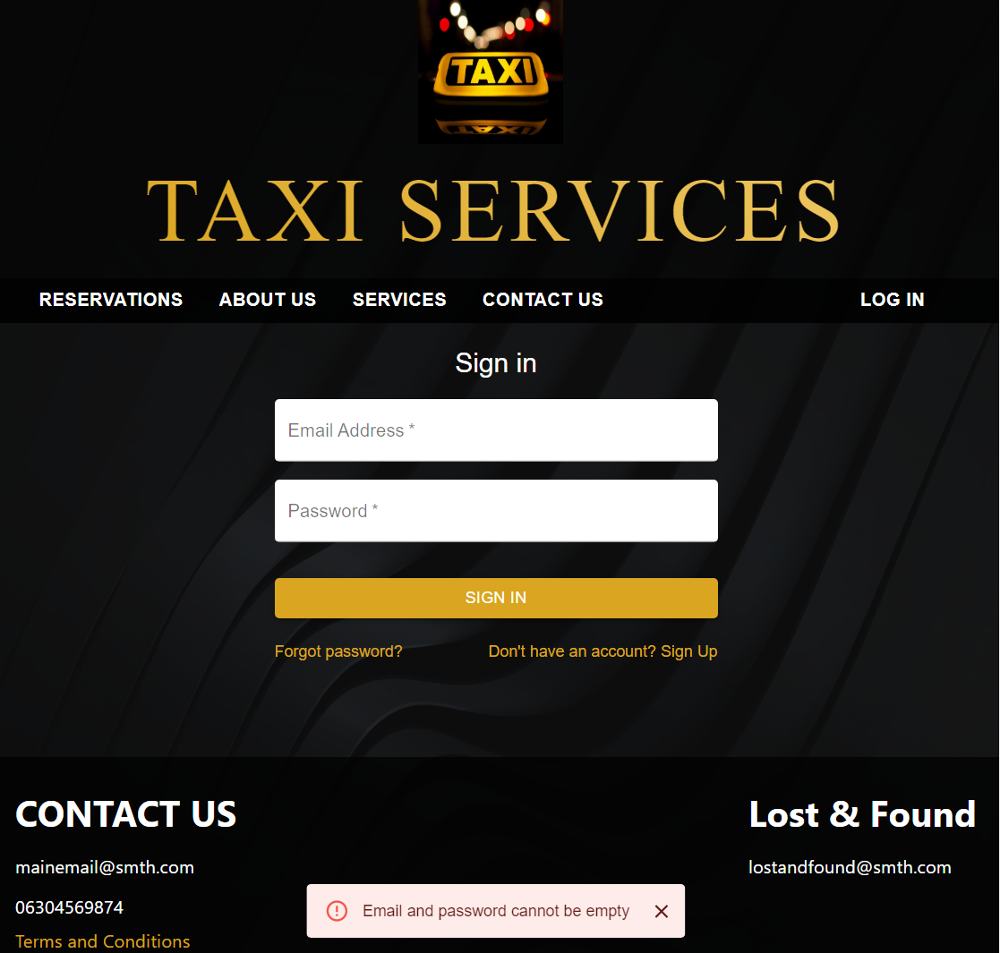 TAXI
TAXI SERVICES
RESERVATIONS ABOUT US SERVICES CONTACT US LOG IN
Sign in
Email Address *
Password *
SIGN IN
Forgot password? Don't have an account? Sign Up
CONTACT US
mainemail@smth.com
06304569874
Terms and Conditions
Lost & Found
lostandfound@smth.com
Email and password cannot be empty